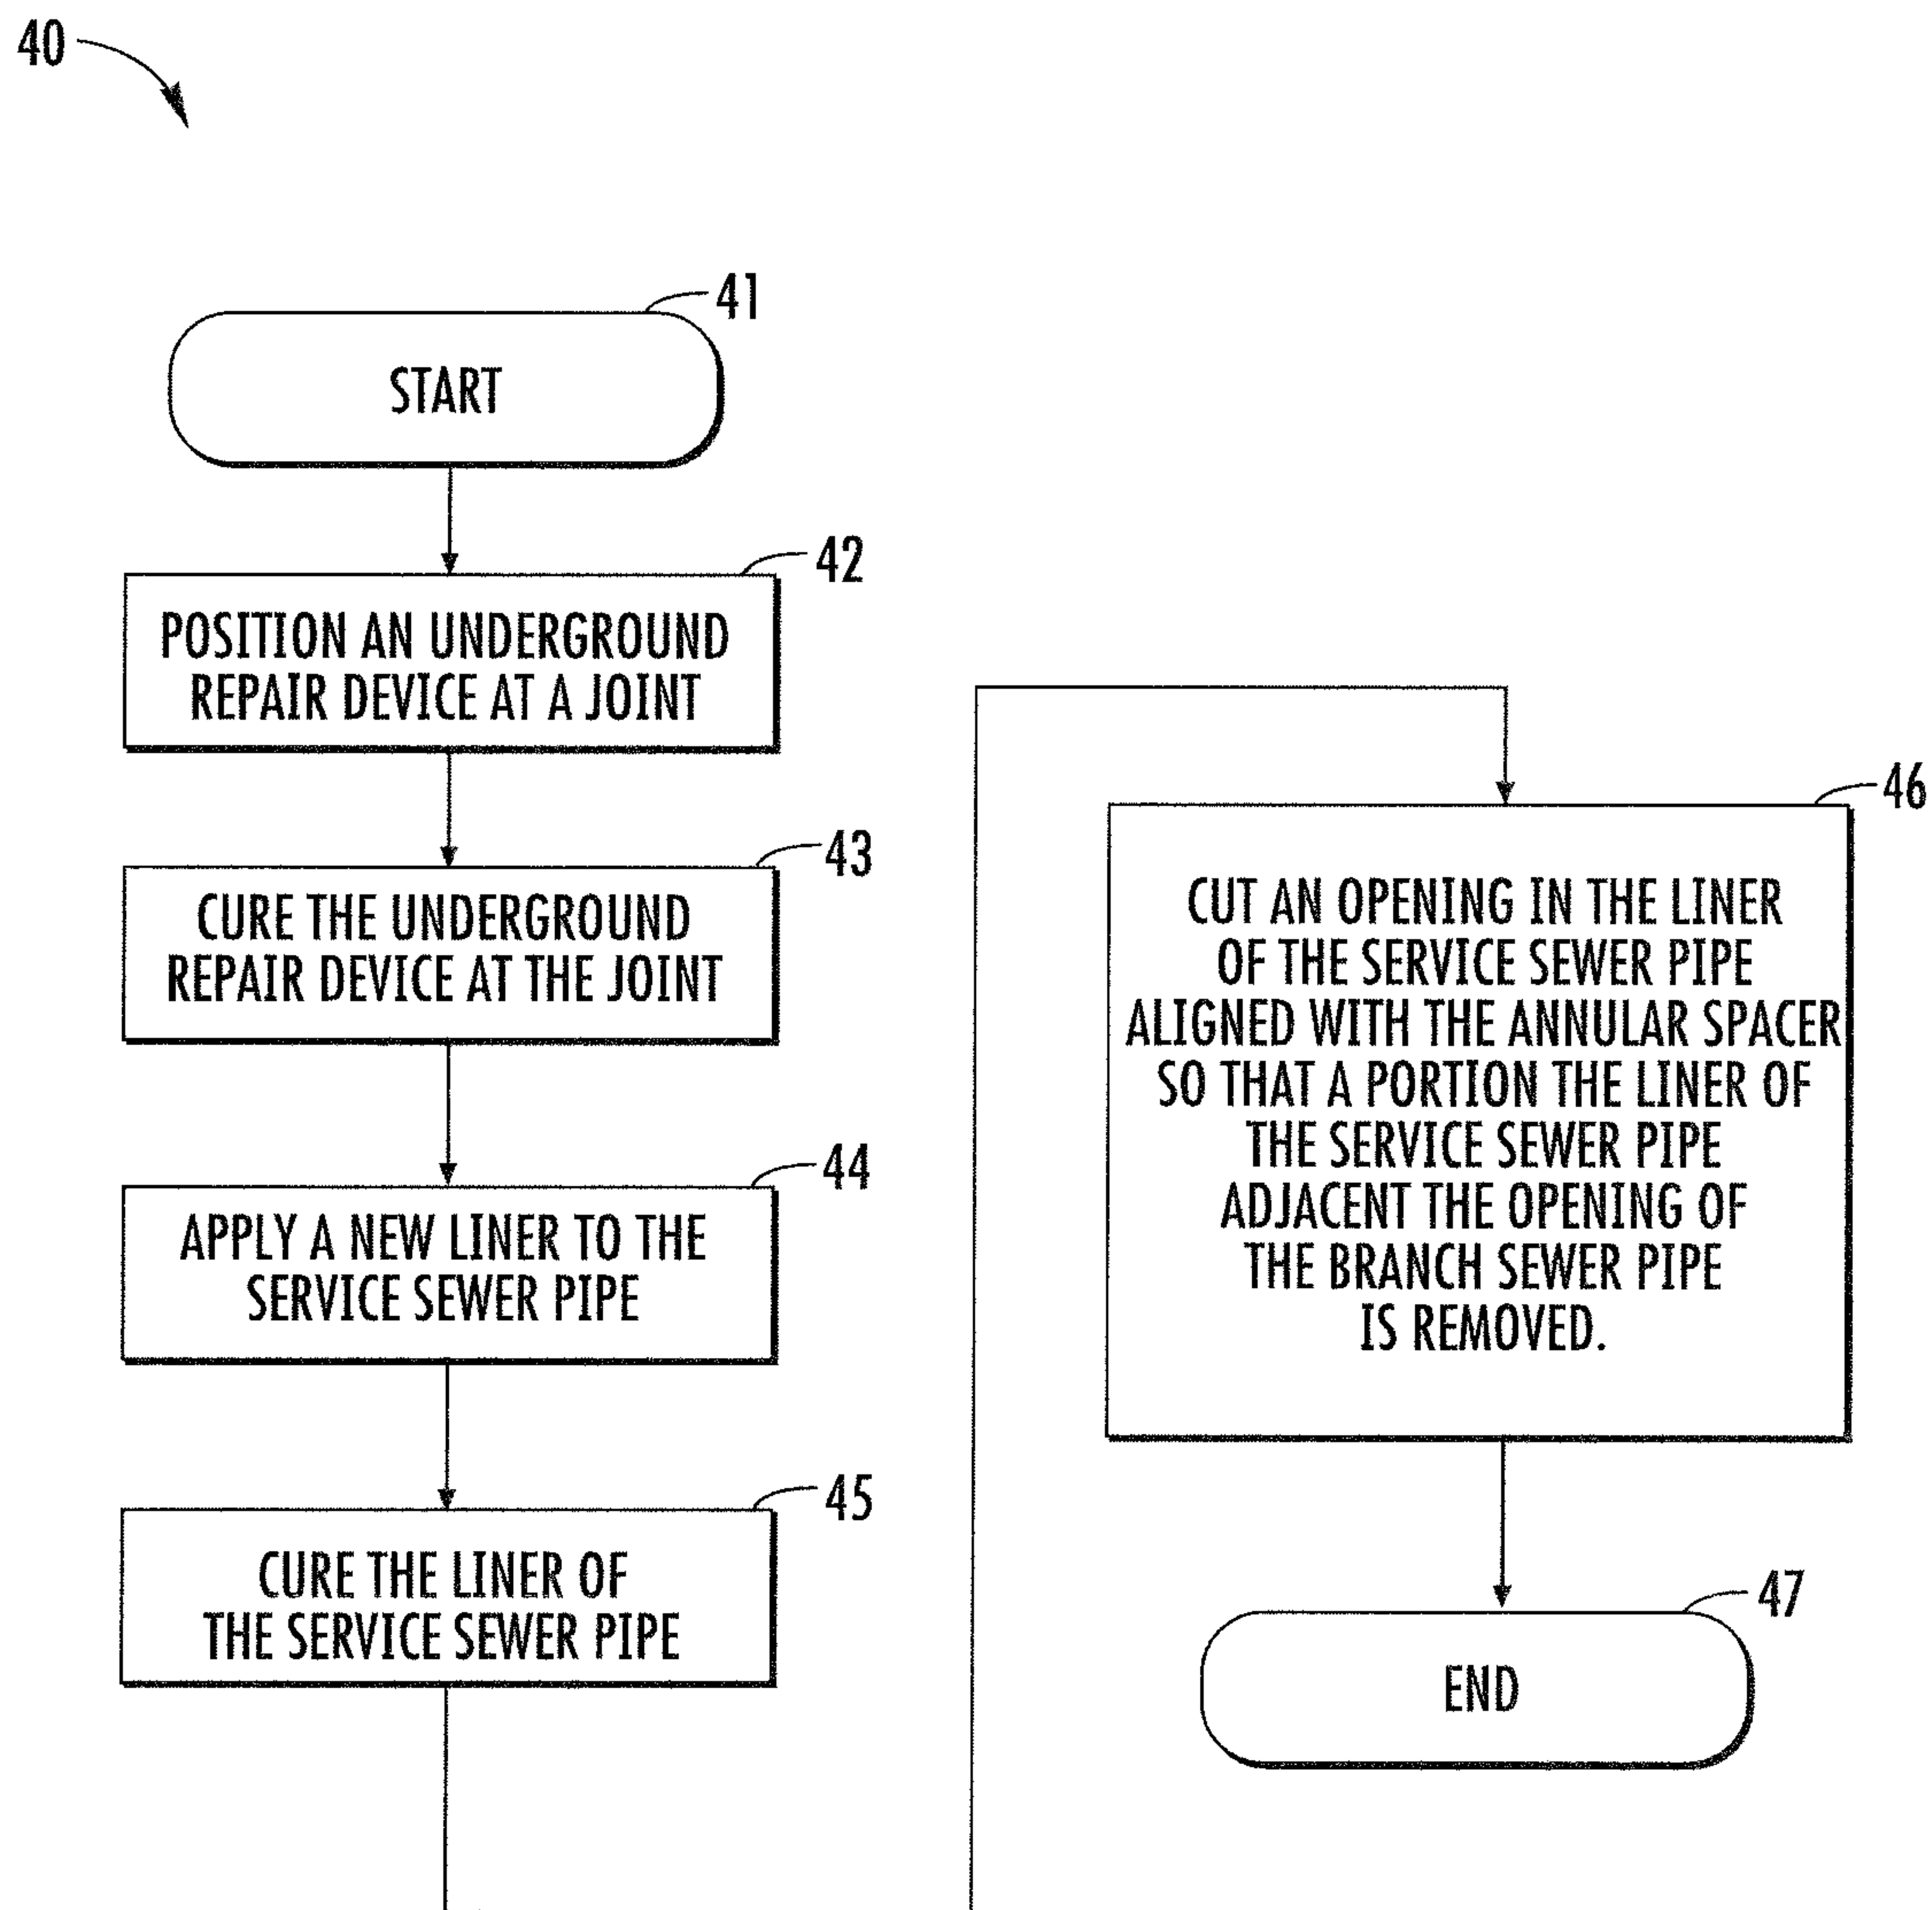 40
41
START
42
POSITION AN UNDERGROUND
REPAIR DEVICE AT A JOINT
43
CURE THE UNDERGROUND
REPAIR DEVICE AT THE JOINT
44
APPLY A NEW LINER TO THE
SERVICE SEWER PIPE
45
CURE THE LINER OF
THE SERVICE SEWER PIPE
46
CUT AN OPENING IN THE LINER
OF THE SERVICE SEWER PIPE
ALIGNED WITH THE ANNULAR SPACER
SO THAT A PORTION THE LINER OF
THE SERVICE SEWER PIPE
ADJACENT THE OPENING OF
THE BRANCH SEWER PIPE
IS REMOVED.
47
END